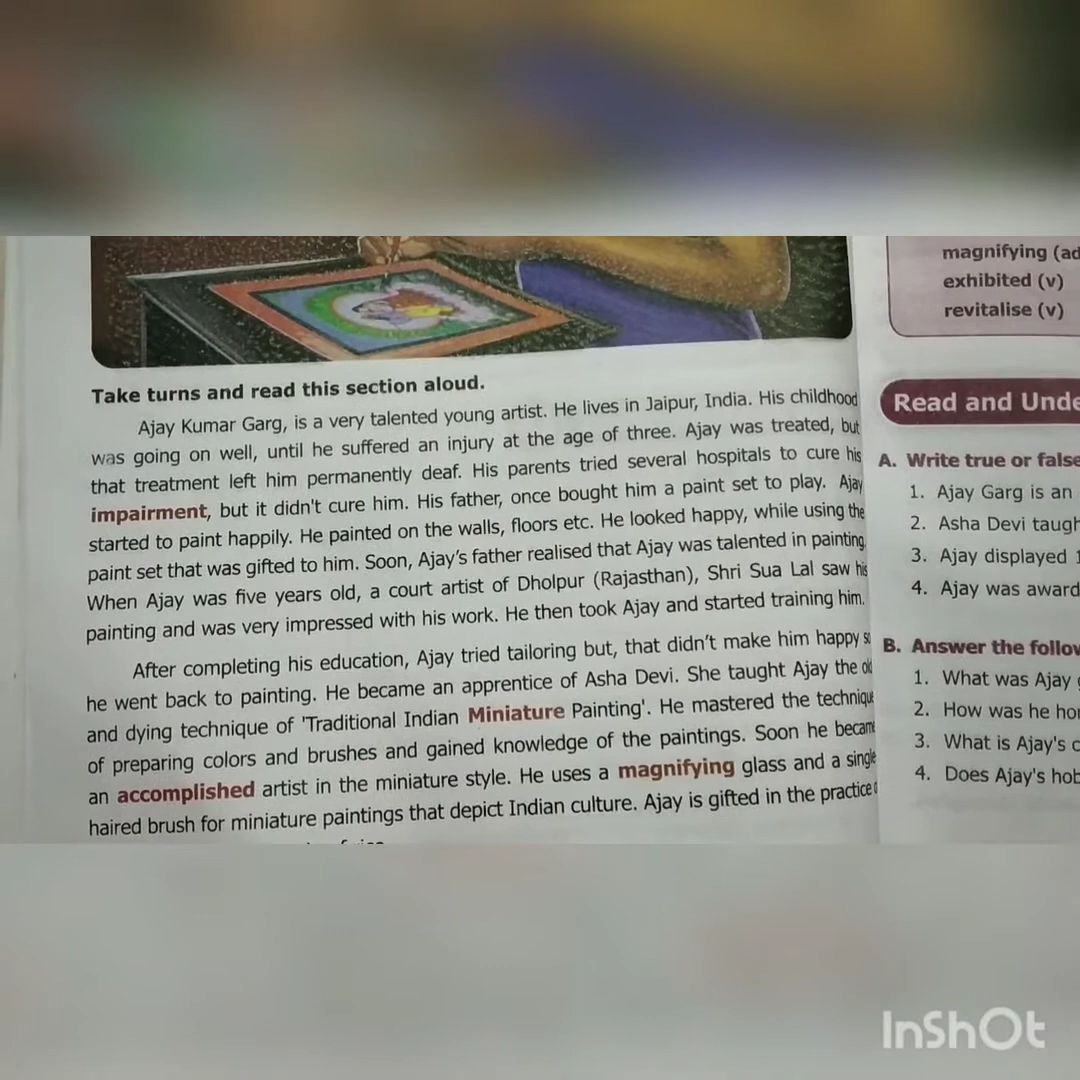 Take turns and read this section aloud.
Ajay Kumar Garg, is a very talented young artist. He lives in Jaipur, India. His childhood
was going on well, until he suffered an injury at the age of three. Ajay was treated, but
that treatment left him permanently deaf. His parents tried several hospitals to cure his
impairment, but it didn't cure him. His father, once bought him a paint set to play. Ajay
started to paint happily. He painted on the walls, floors etc. He looked happy, while using the
paint set that was gifted to him. Soon, Ajay's father realised that Ajay was talented in painting
When Ajay was five years old, a court artist of Dholpur (Rajasthan), Shri Sua Lal saw his
painting and was very impressed with his work. He then took Ajay and started training him.
After completing his education, Ajay tried tailoring but, that didn't make him happy so
he went back to painting. He became an apprentice of Asha Devi. She taught Ajay the
and dying technique of 'Traditional Indian Miniature Painting'. He mastered the technique
of preparing colors and brushes and gained knowledge of the paintings. Soon he became
an accomplished artist in the miniature style. He uses a magnifying glass and a single
haired brush for miniature paintings that depict Indian culture. Ajay is gifted in the practice
magnifying (ad
exhibited (v)
revitalise (v)
Read and Unde
A. Write true or false
1. Ajay Garg is an
2. Asha Devi taugh
3. Ajay displayed 1
4. Ajay was award
B. Answer the follow
1. What was Ajay
2. How was he hon
3. What is Ajay's c
4. Does Ajay's hob
InShOt